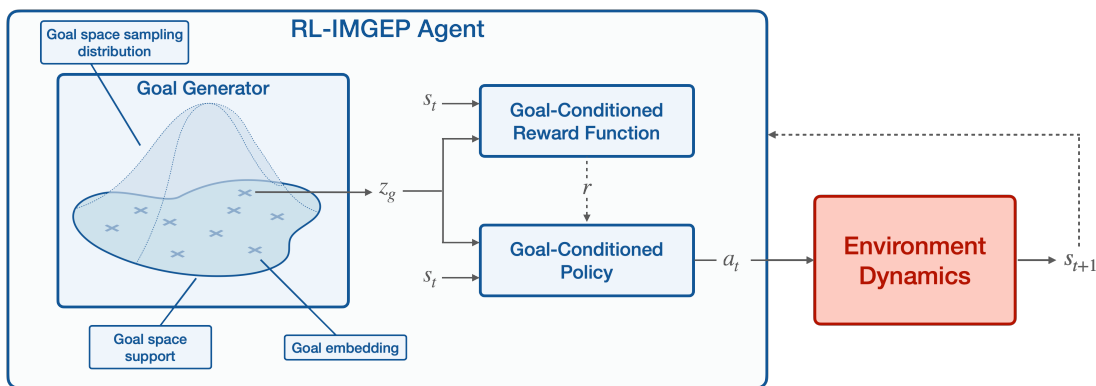 RL-IMGEP Agent
Goal space sampling
distribution
Goal Generator
s_t
Goal-Conditioned
Reward Function
z_g
r
s_t
Goal-Conditioned
Policy
a_t
Environment
Dynamics
s_{t+1}
Goal space
support
Goal embedding